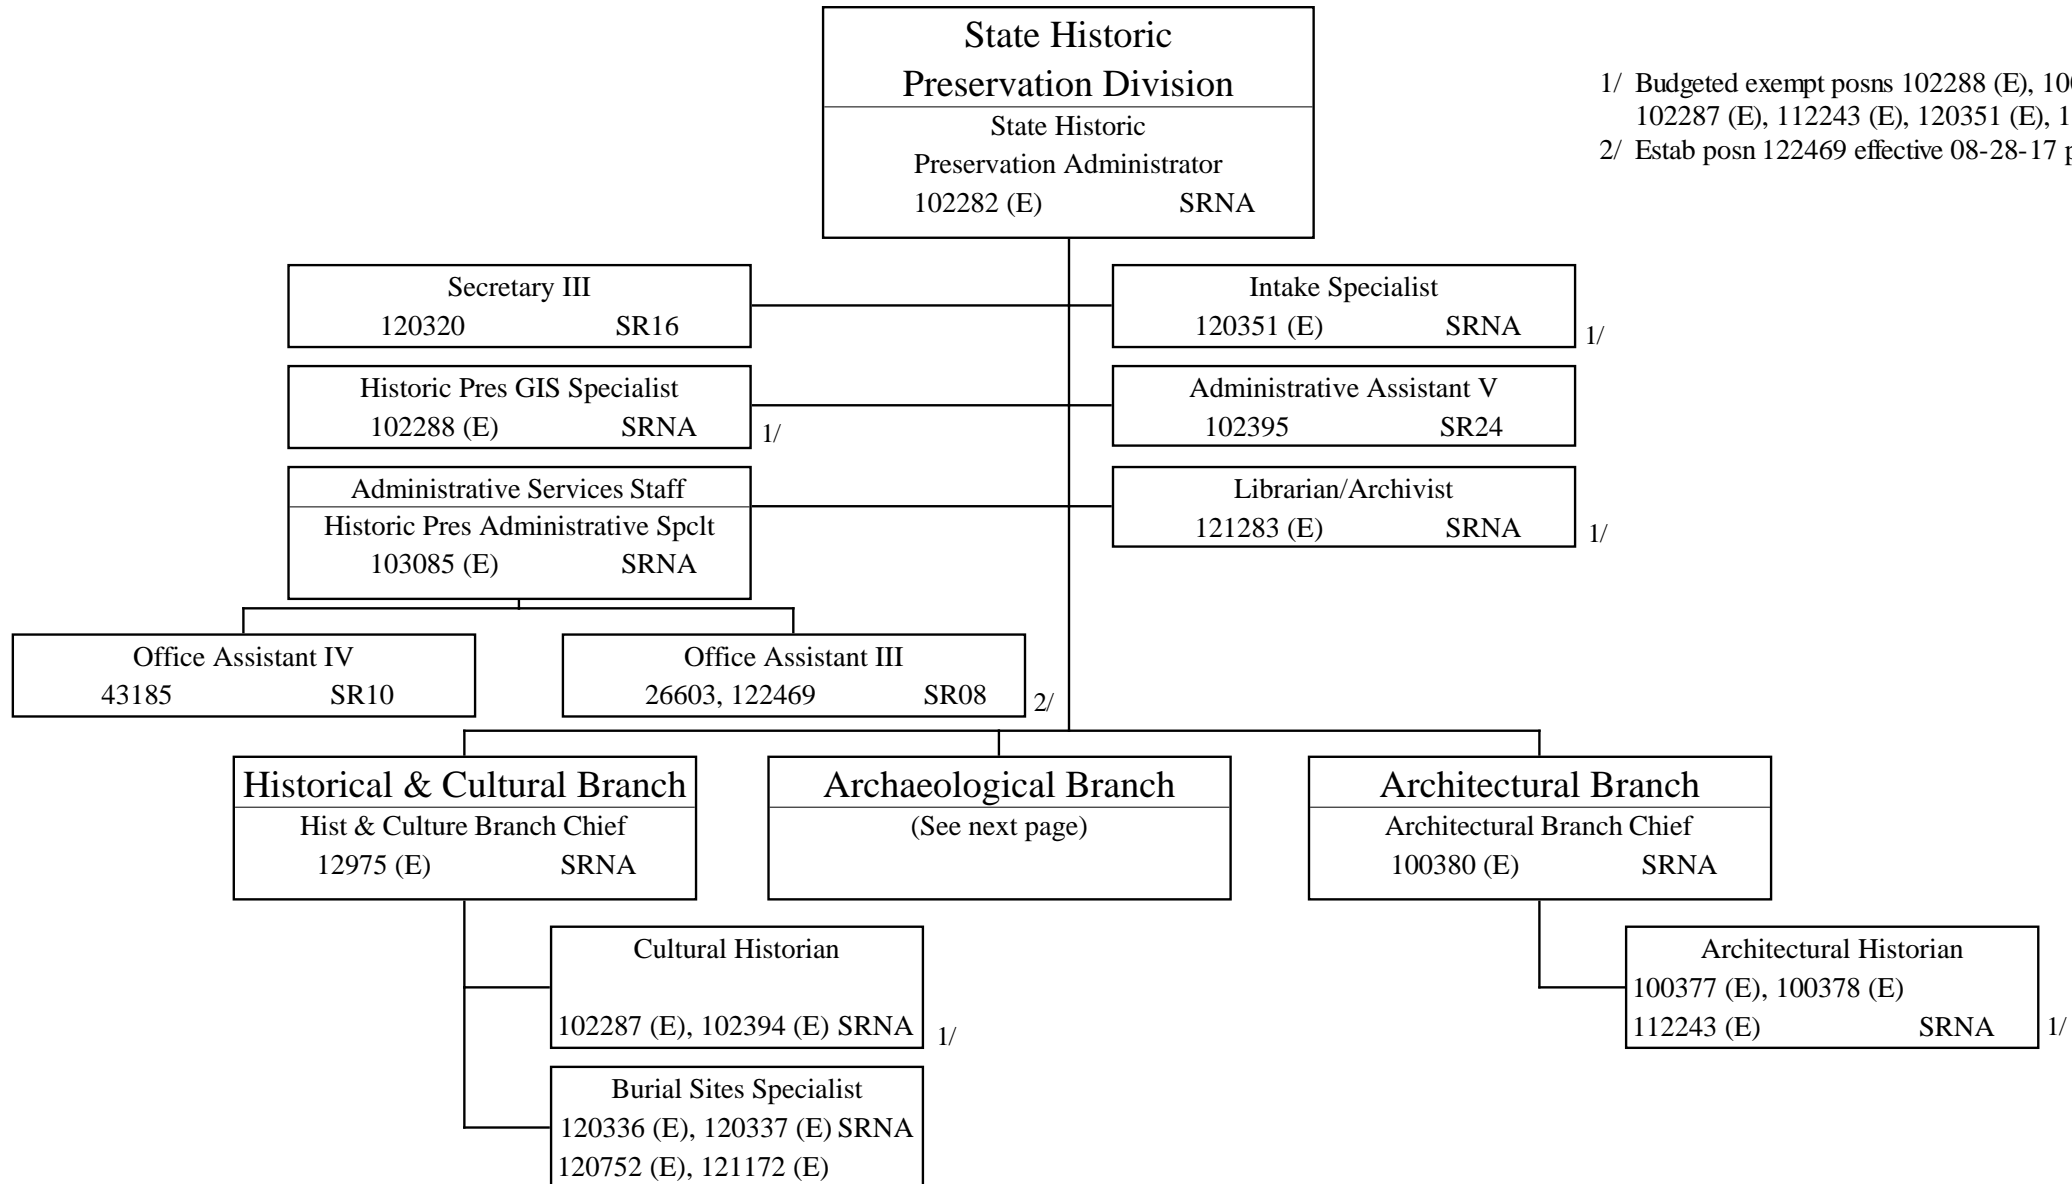 State Historic
Preservation Division
State Historic
Preservation Administrator
102282 (E) SRNA
1/ Budgeted exempt posns 102288 (E), 100
102287 (E), 112243 (E), 120351 (E), 1
2/ Estab posn 122469 effective 08-28-17 p
Secretary III
120320 SR16
Intake Specialist
120351 (E) SRNA 1/
Historic Pres GIS Specialist
102288 (E) SRNA 1/
Administrative Assistant V
102395 SR24
Administrative Services Staff
Historic Pres Administrative Spclt
103085 (E) SRNA
Librarian/Archivist
121283 (E) SRNA 1/
Office Assistant IV
43185 SR10
Office Assistant III
26603, 122469 SR08 2/
Historical & Cultural Branch
Hist & Culture Branch Chief
12975 (E) SRNA
Archaeological Branch
(See next page)
Architectural Branch
Architectural Branch Chief
100380 (E) SRNA
Cultural Historian
102287 (E), 102394 (E) SRNA 1/
Architectural Historian
100377 (E), 100378 (E)
112243 (E) SRNA 1/
Burial Sites Specialist
120336 (E), 120337 (E) SRNA
120752 (E), 121172 (E)